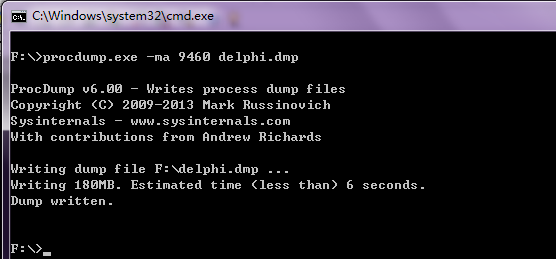 C:\Windows\system32\cmd.exe
F:\>procdump.exe -ma 9460 delphi.dmp
ProcDump v6.00 - Writes process dump files
Copyright (C) 2009-2013 Mark Russinovich
Sysinternals - www.sysinternals.com
With contributions from Andrew Richards
Writing dump file F:\delphi.dmp ...
Writing 180MB. Estimated time (less than) 6 seconds.
Dump written.
F:\>_